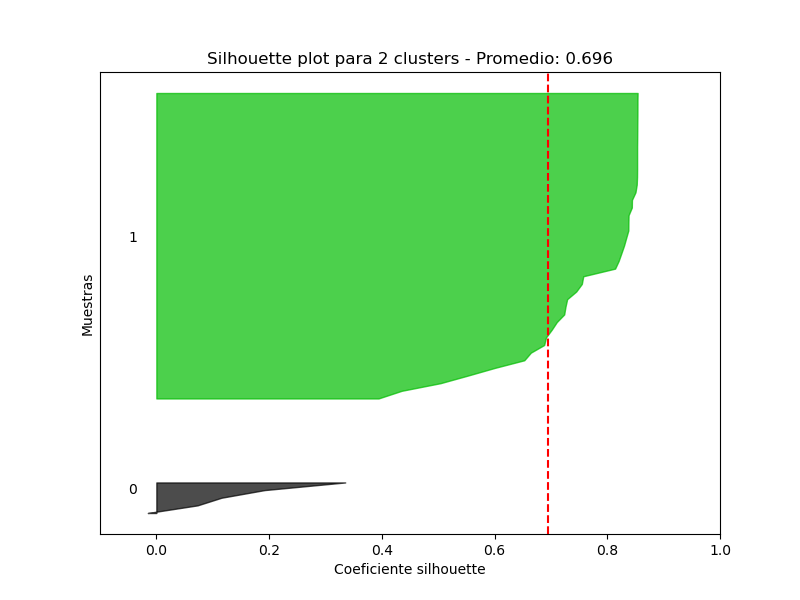 Silhouette plot para 2 clusters - Promedio: 0.696
Muestras
1
0
0.0 0.2 0.4 0.6 0.8 1.0
Coeficiente silhouette